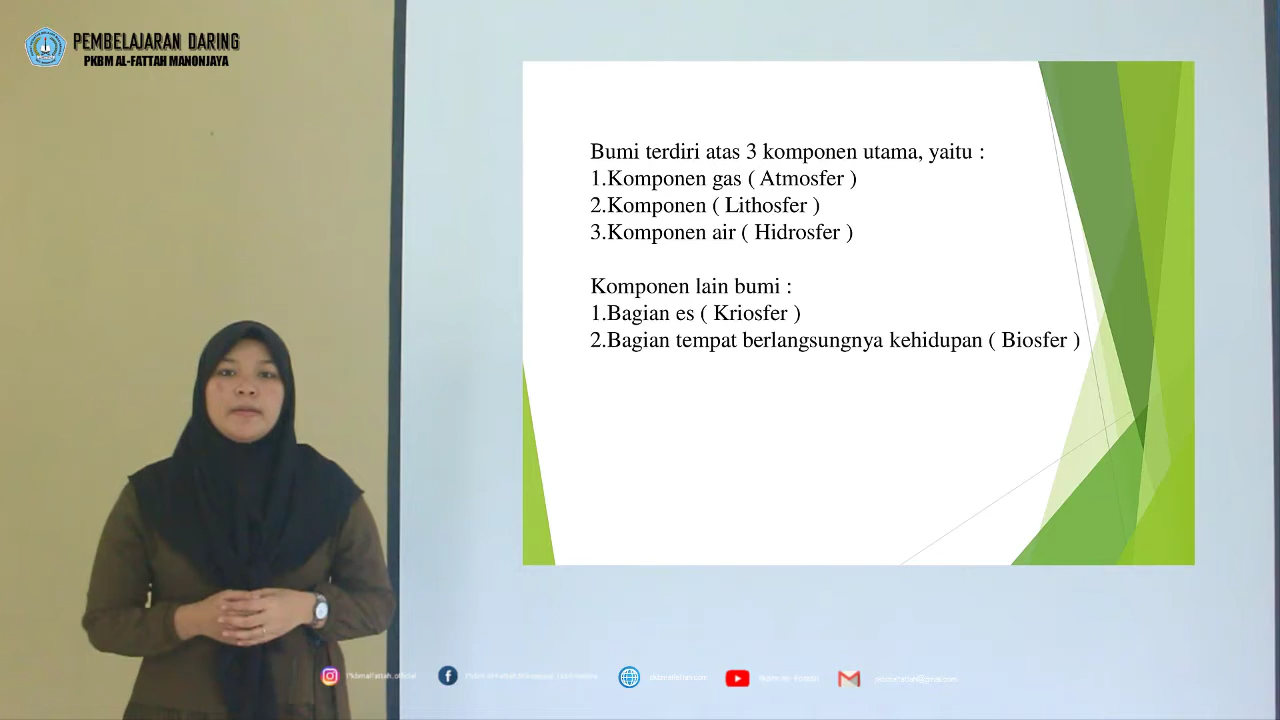 PEMBELAJARAN DARING
PKBM AL-FATTAH MANONJAYA
Bumi terdiri atas 3 komponen utama, yaitu :
1.Komponen gas ( Atmosfer )
2.Komponen ( Lithosfer )
3.Komponen air ( Hidrosfer )
Komponen lain bumi :
1.Bagian es ( Kriosfer )
2.Bagian tempat berlangsungnya kehidupan ( Biosfer )